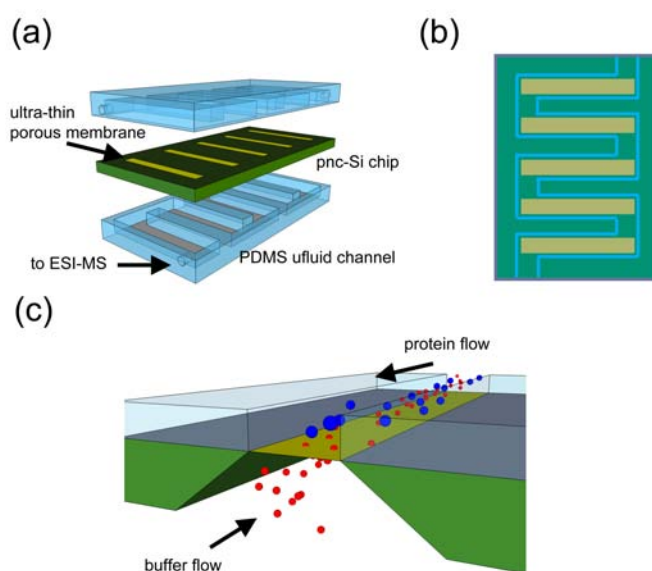 (a)
(b)
ultra-thin
porous membrane
pnc-Si chip
to ESI-MS
PDMS ufluid channel
(c)
protein flow
buffer flow